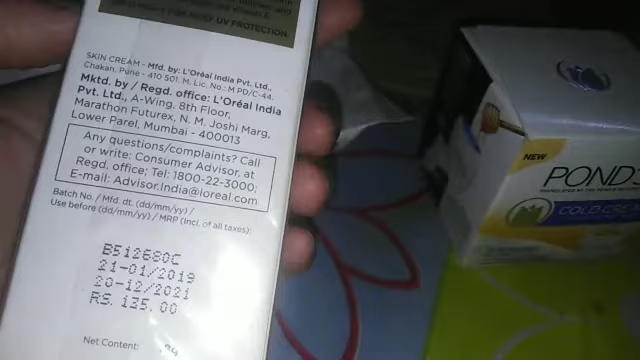 UV PROTECTION.
SKIN CREAM - Mfd. by: L'Oréal India Pvt. Ltd.,
Chakan, Pune - 410 501. M. Lic. No.: M PD/C-44.
Mktd. by / Regd. office: L'Oréal India
Pvt. Ltd., A-Wing, 8th Floor,
Marathon Futurex, N. M. Joshi Marg,
Lower Parel, Mumbai - 400013
Any questions/complaints? Call
or write: Consumer Advisor, at
Regd. office; Tel: 1800-22-3000;
E-mail: Advisor.India@loreal.com
Batch No. / Mfd. dt. (dd/mm/yy) /
Use before (dd/mm/yy) / MRP (Incl. of all taxes):
B512680C
21-01/2019
20-12/2021
RS. 135.00
Net Content:
NEW
POND'S
COLD CREAM